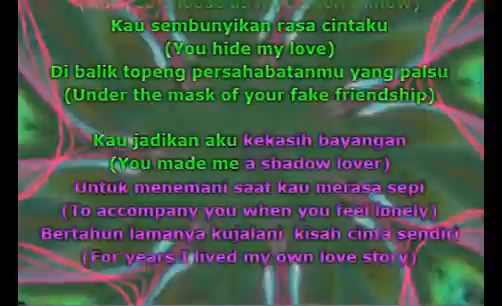 Kau sembunyikan rasa cintaku
(You hide my love)
Di balik topeng persahabatanmu yang palsu
(Under the mask of your fake friendship)
Kau jadikan aku kekasih bayangan
(You made me a shadow lover)
Untuk menemani saat kau merasa sepi
(To accompany you when you feel lonely)
Bertahun lamanya kujalani kisah cinta sendiri
(For years I lived my own love story)